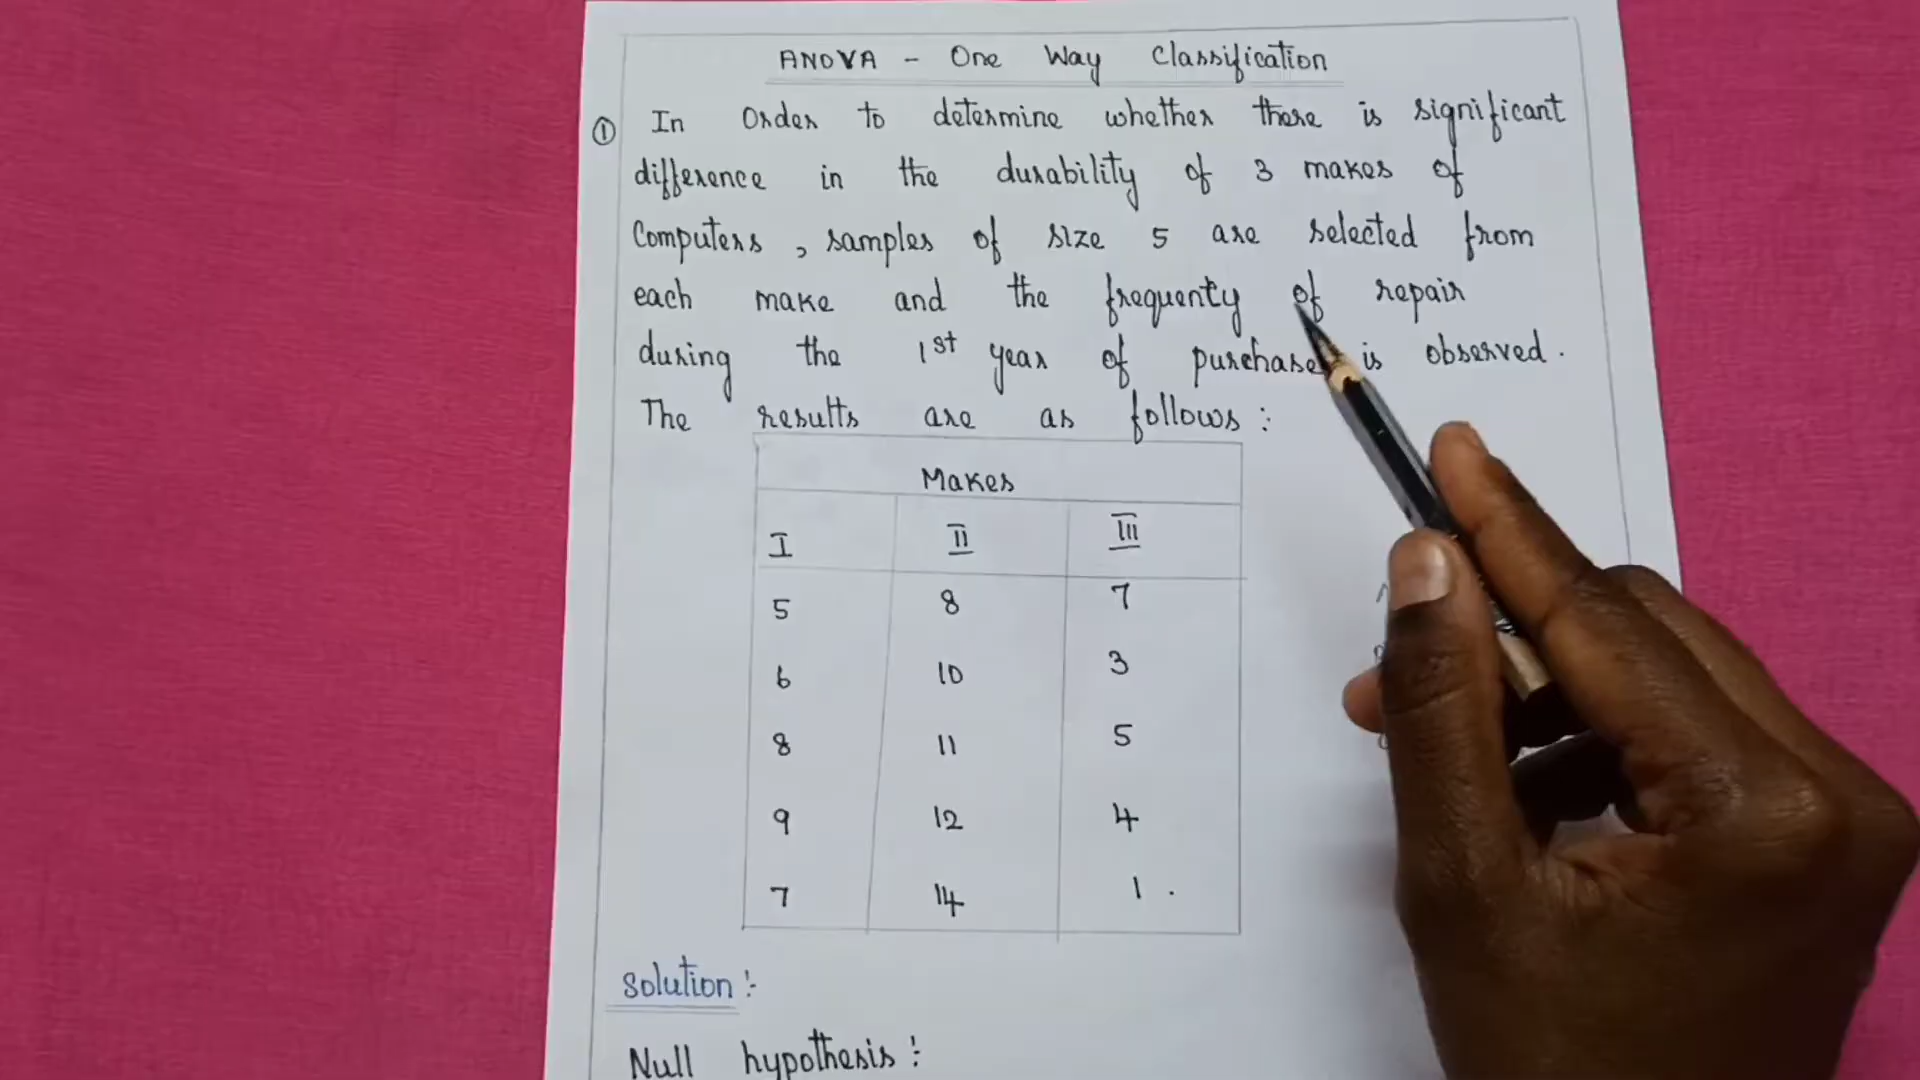 ANOVA - One Way Classification
① In Order to determine whether there is significant
difference in the durability of 3 makes of
Computers, samples of size 5 are selected from
each make and the frequenty of repair
during the 1st year of purchase is observed.
The results are as follows:
Makes
I II III
5 8 7
6 10 3
8 11 5
9 12 4
7 14 1.
Solution:
Null hypothesis: